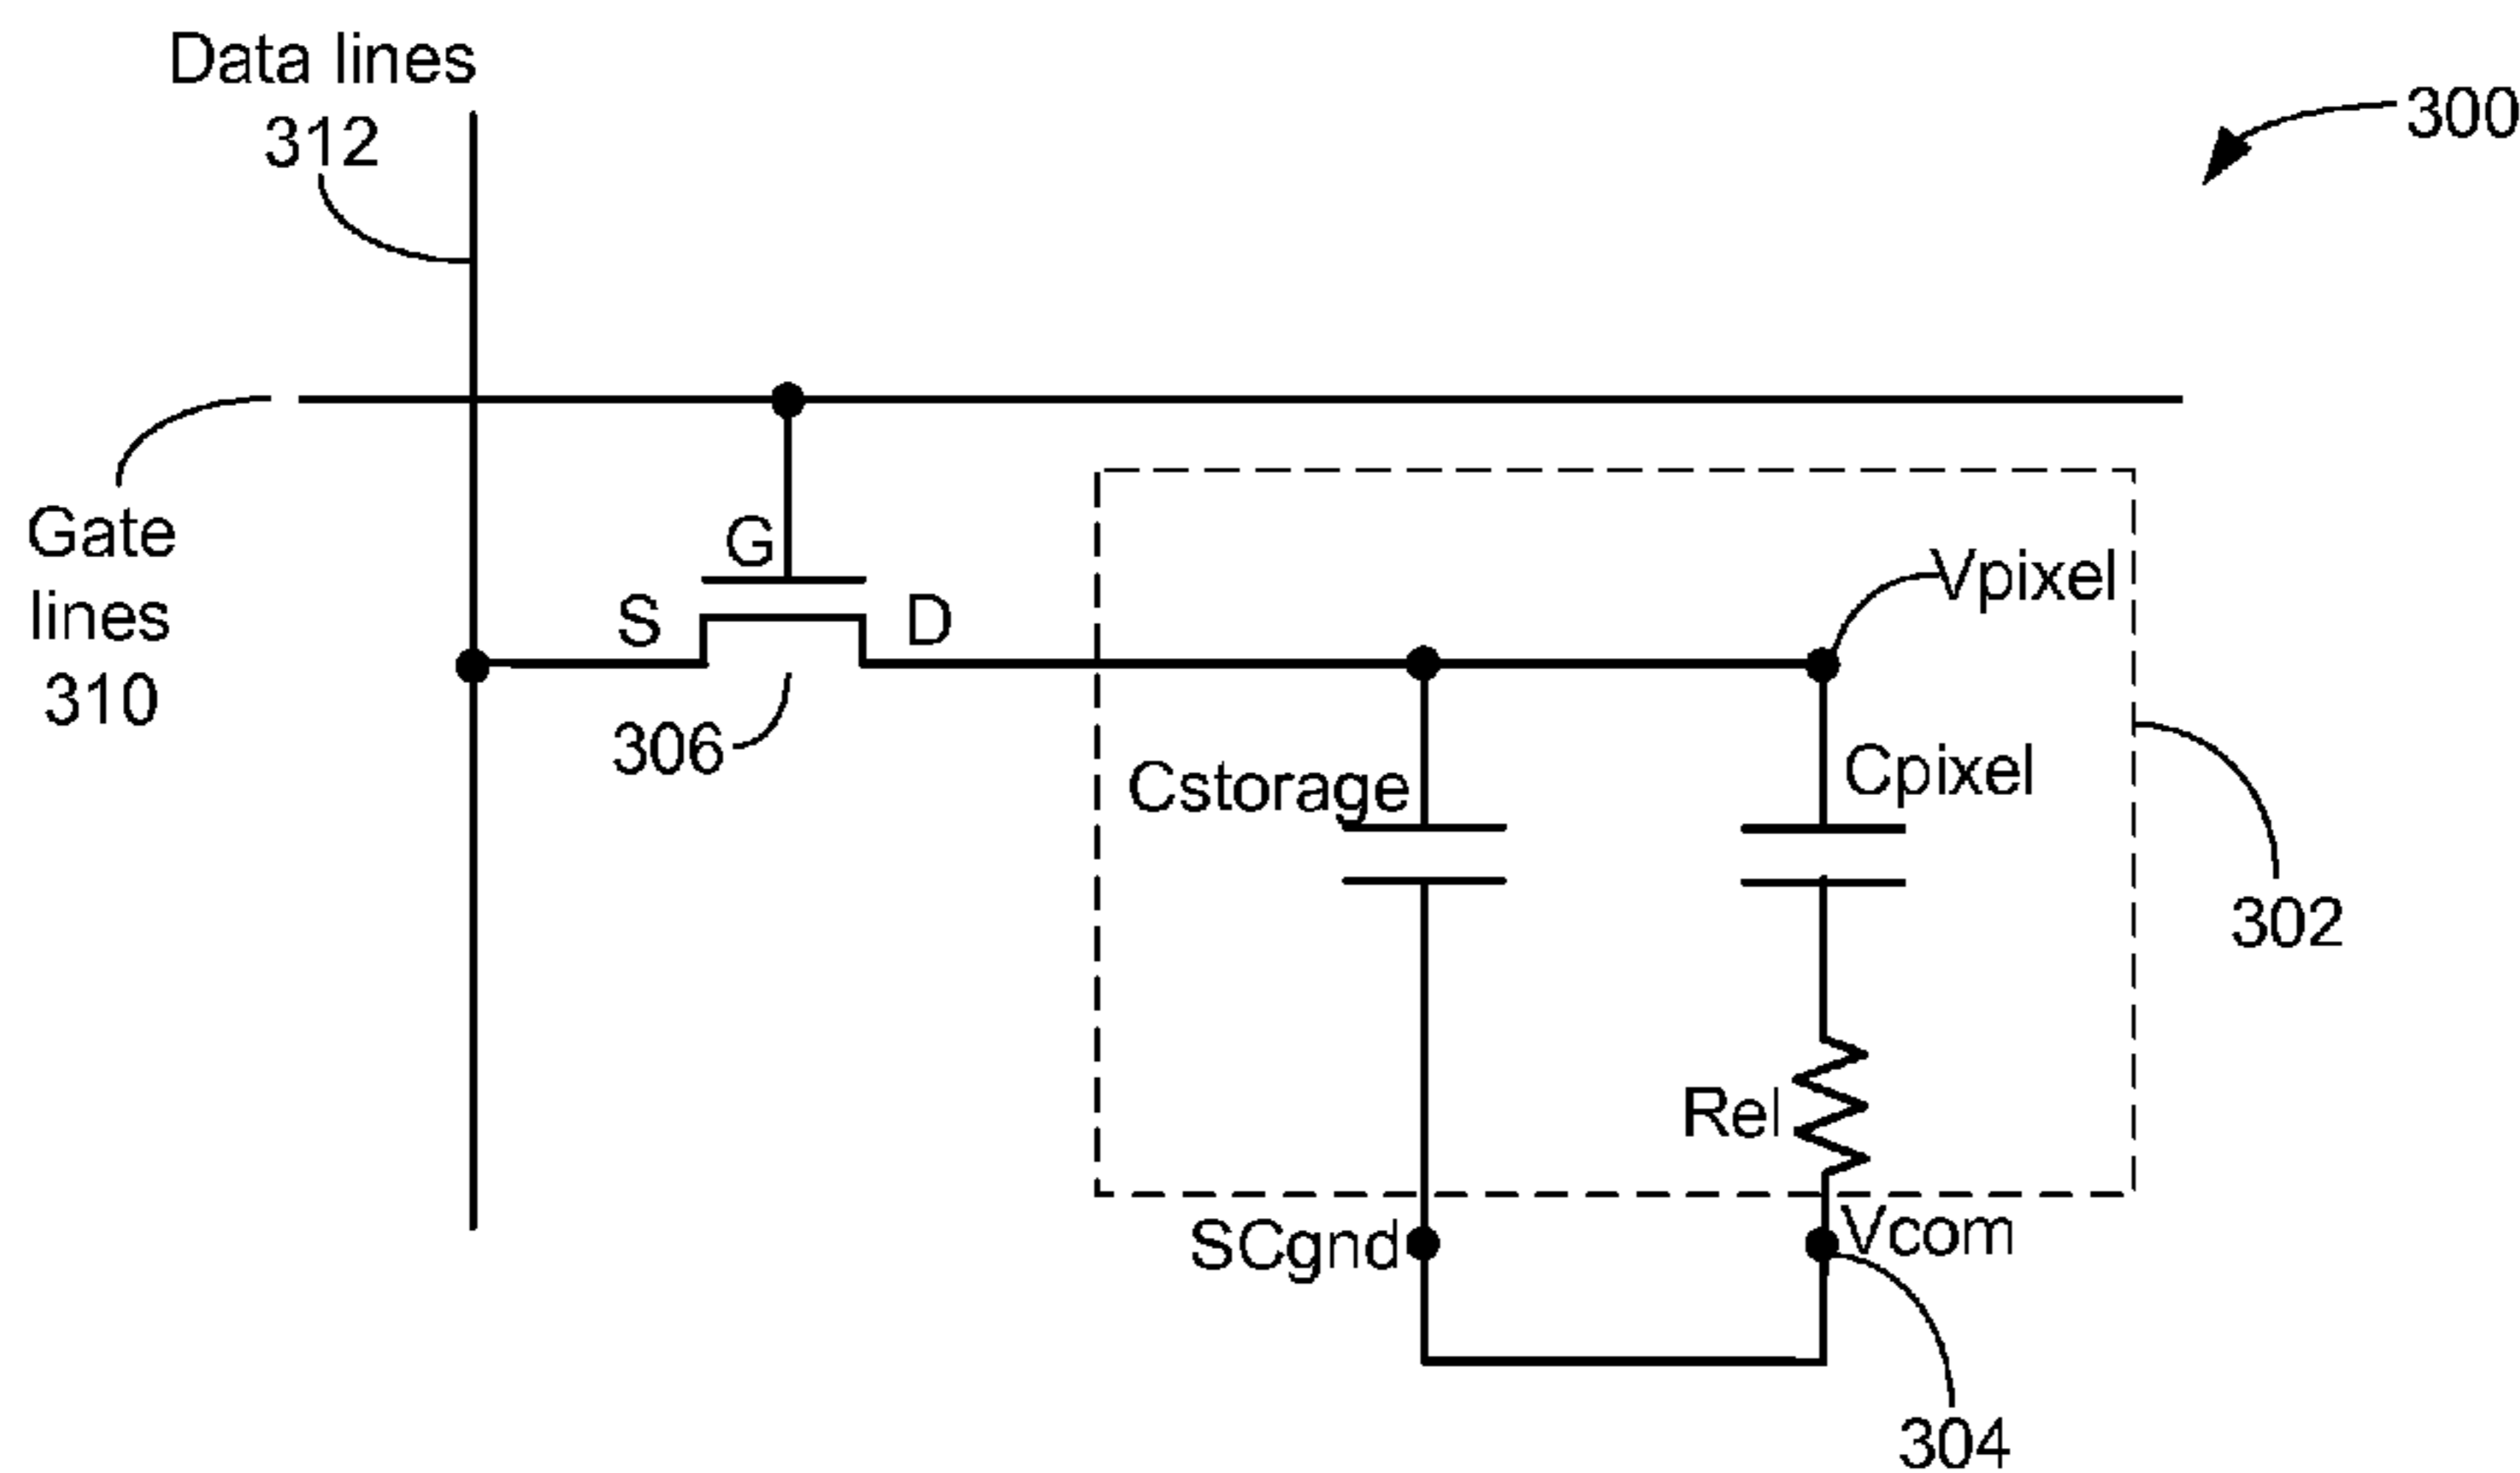 Data lines
312
300
Gate
lines
310
G
S
D
306
Vpixel
Cstorage
Cpixel
302
Rel
SCgnd
Vcom
304